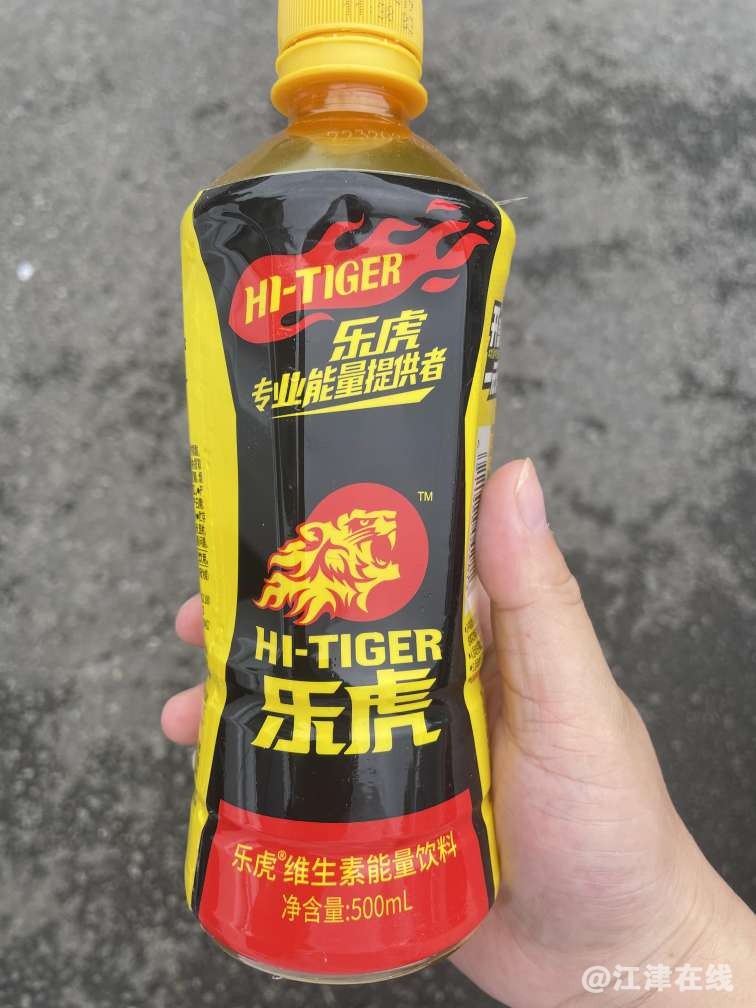 HI-TIGER
乐虎
专业能量提供者
TM
HI-TIGER
乐虎
乐虎®维生素能量饮料
净含量:500mL
@江津在线